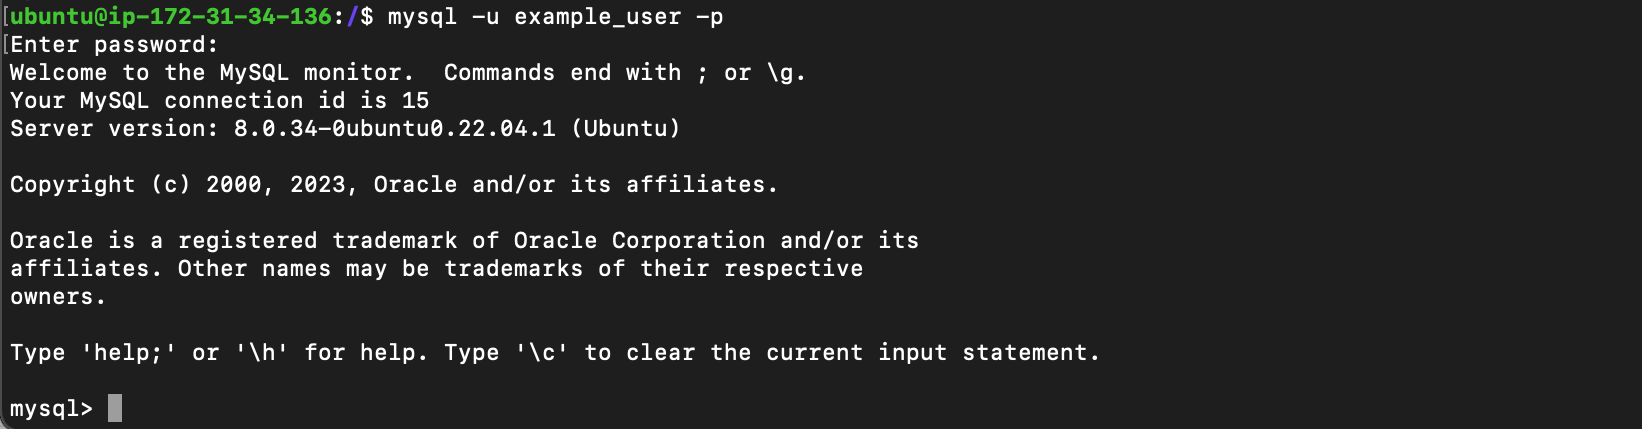 [ubuntu@ip-172-31-34-136:/$ mysql -u example_user -p
[Enter password:
Welcome to the MySQL monitor.  Commands end with ; or \g.
Your MySQL connection id is 15
Server version: 8.0.34-0ubuntu0.22.04.1 (Ubuntu)

Copyright (c) 2000, 2023, Oracle and/or its affiliates.

Oracle is a registered trademark of Oracle Corporation and/or its
affiliates. Other names may be trademarks of their respective
owners.

Type 'help;' or '\h' for help. Type '\c' to clear the current input statement.

mysql>